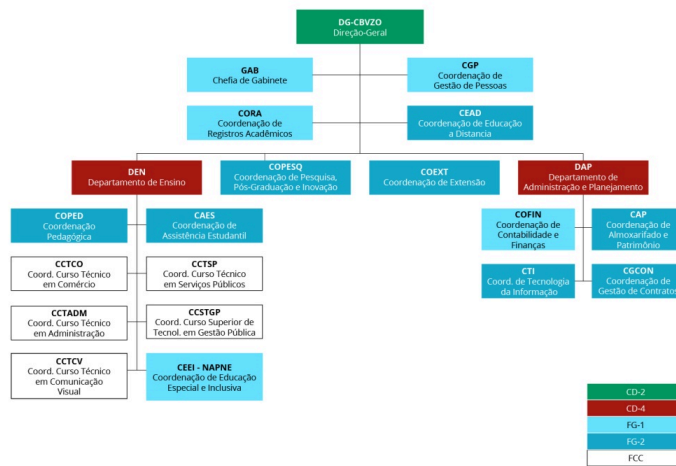 DG-CBVZO
Direção-Geral
GAB
Chefia de Gabinete
CGP
Coordenação de
Gestão de Pessoas
CORA
Coordenação de
Registros Acadêmicos
CEAD
Coordenação de Educação
a Distancia
DEN
Departamento de Ensino
COPESQ
Coordenação de Pesquisa,
Pós-Graduação e Inovação
COEXT
Coordenação de Extensão
DAP
Departamento de
Administração e Planejamento
COPED
Coordenação
Pedagógica
CAES
Coordenação de
Assistência Estudantil
COFIN
Coordenação de
Contabilidade e
Finanças
CAP
Coordenação de
Almoxarifado e
Patrimônio
CCTCO
Coord. Curso Técnico
em Comércio
CCTSP
Coord. Curso Técnico
em Serviços Públicos
CTI
Coord. de Tecnologia
da Informação
CGCON
Coordenação de
Gestão de Contratos
CCTADM
Coord. Curso Técnico
em Administração
CCSTGP
Coord. Curso Superior de
Tecnol. em Gestão Pública
CCTCV
Coord. Curso Técnico
em Comunicação
Visual
CEEI - NAPNE
Coordenação de Educação
Especial e Inclusiva
CD-2
CD-4
FG-1
FG-2
FCC